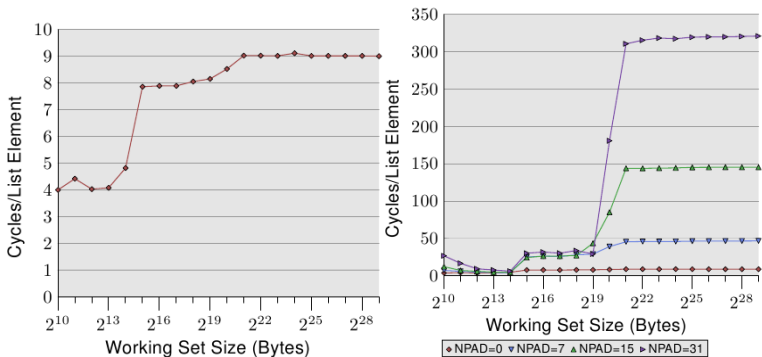 10
9
8
7
6
5
4
3
2
1
0
Cycles/List Element
2^10 2^13 2^16 2^19 2^22 2^25 2^28
Working Set Size (Bytes)
350
300
250
200
150
100
50
0
Cycles/List Element
2^10 2^13 2^16 2^19 2^22 2^25 2^28
Working Set Size (Bytes)
NPAD=0 NPAD=7 NPAD=15 NPAD=31